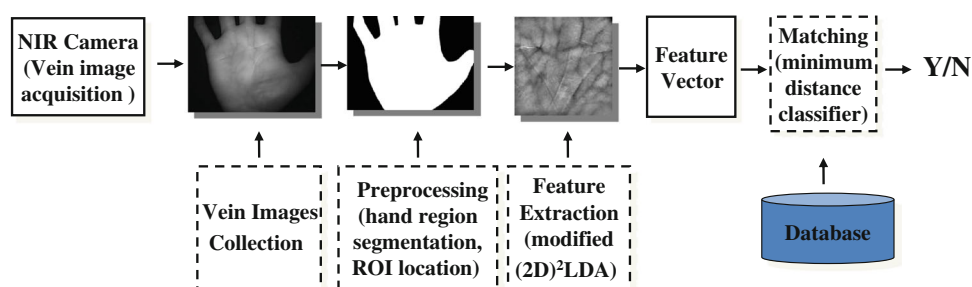 NIR Camera
(Vein image
acquisition )
Feature
Vector
Matching
(minimum
distance
classifier)
Y/N
Vein Images
Collection
Preprocessing
(hand region
segmentation,
ROI location)
Feature
Extraction
(modified
(2D)²LDA)
Database